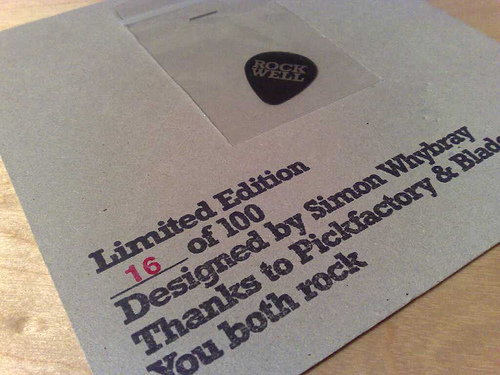 ROCK
WELL
Limited Edition
16 of 100
Designed by Simon Whybray
Thanks to Pickfactory & Blade
You both rock